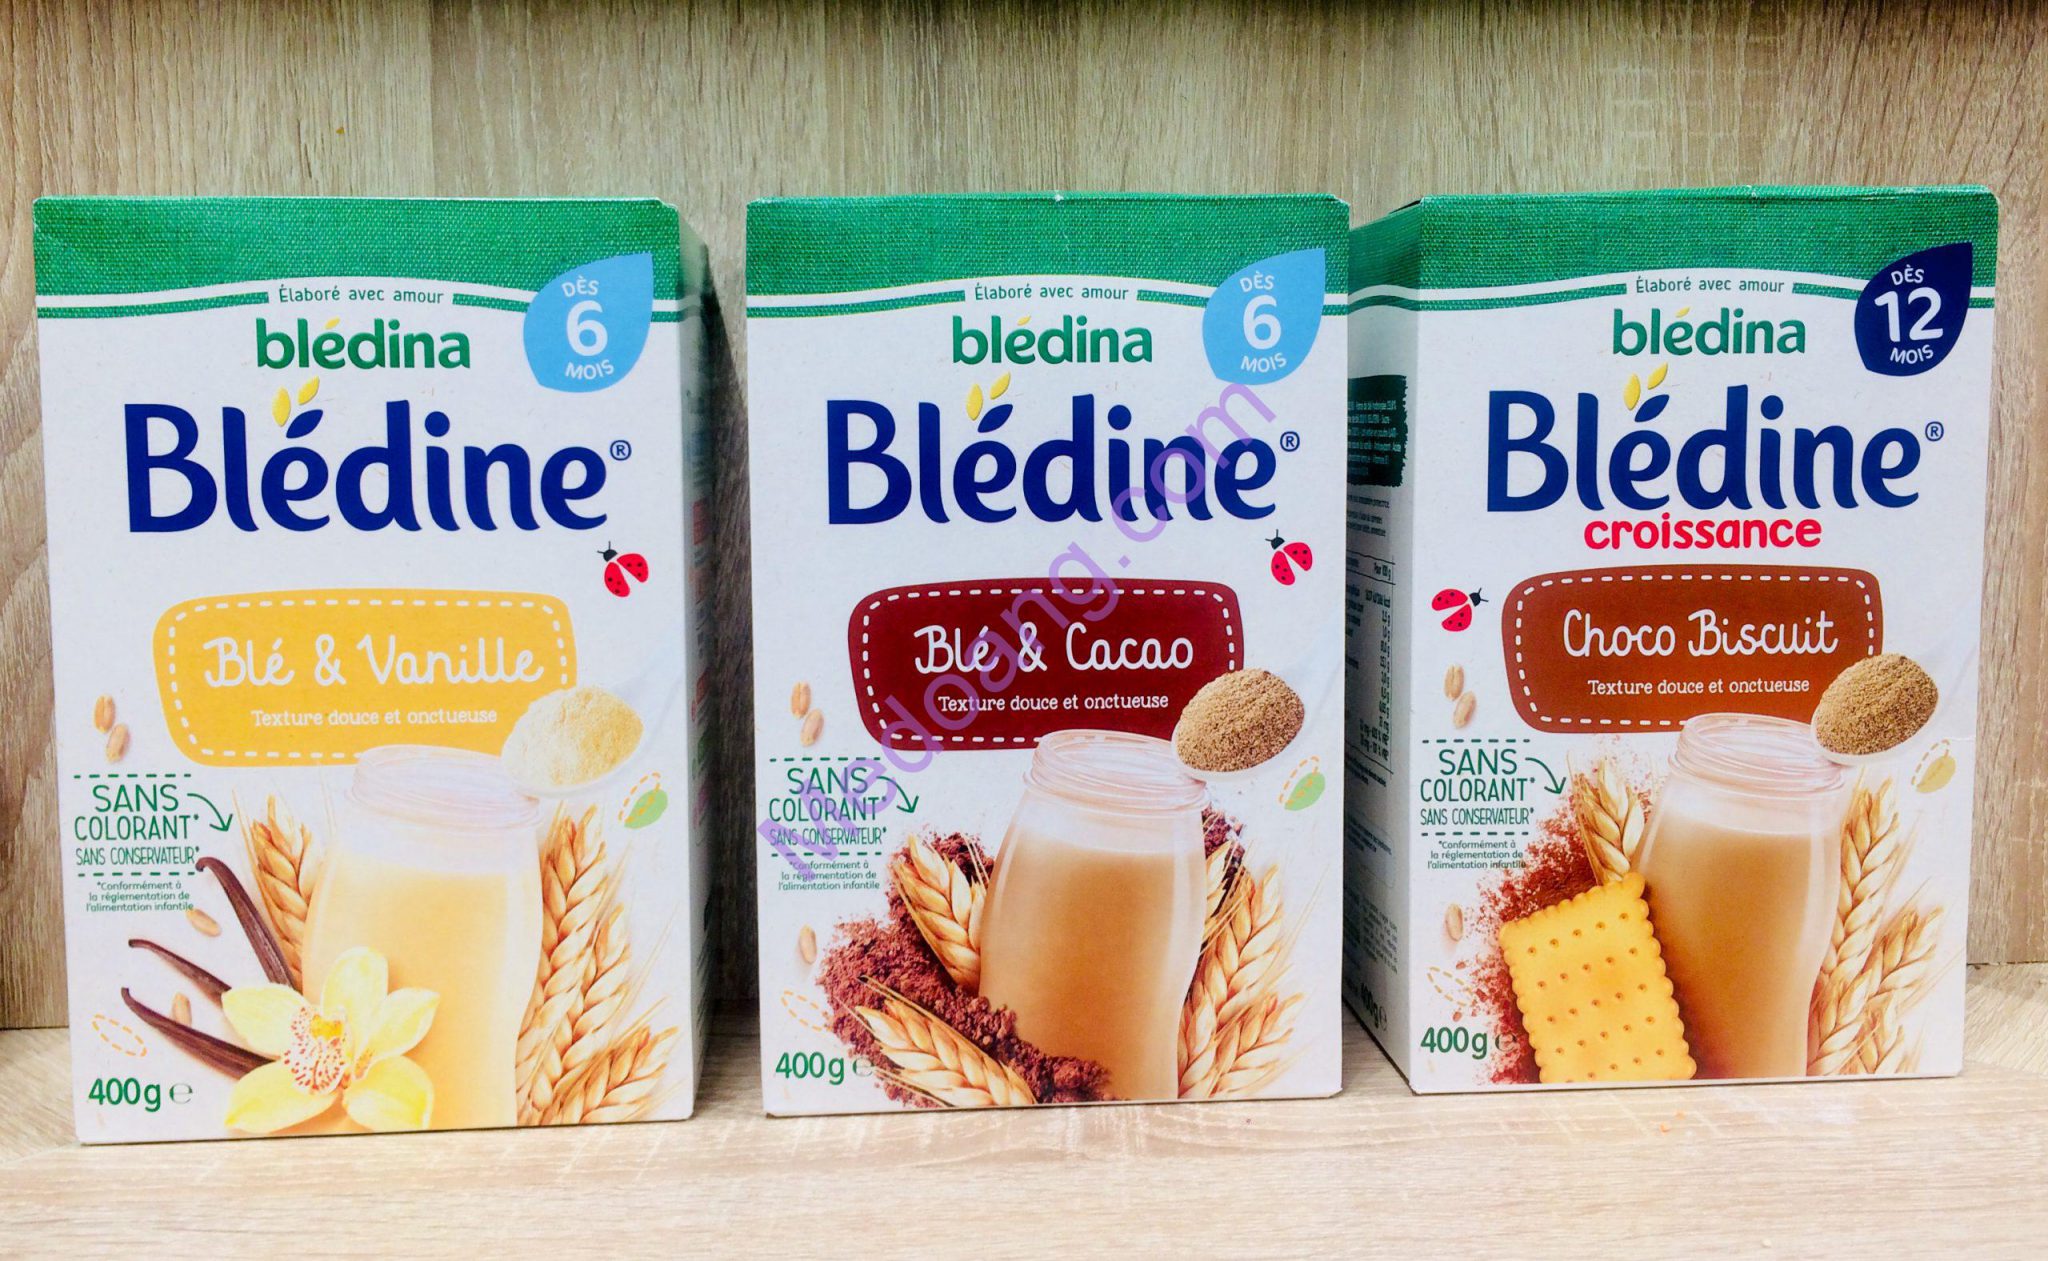 Élaboré avec amour
blédina
DÈS
6
MOIS
Blédine®
Blé & Vanille
Texture douce et onctueuse
SANS
COLORANT*
SANS CONSERVATEUR*
*Conformément à
la réglementation de
l'alimentation infantile
400g ℮
Élaboré avec amour
blédina
DÈS
6
MOIS
Blédine®
Blé & Cacao
Texture douce et onctueuse
SANS
COLORANT*
SANS CONSERVATEUR*
*Conformément à
la réglementation de
l'alimentation infantile
400g ℮
Élaboré avec amour
blédina
DÈS
12
MOIS
Blédine®
croissance
Choco Biscuit
Texture douce et onctueuse
SANS
COLORANT*
SANS CONSERVATEUR*
*Conformément à
la réglementation de
l'alimentation infantile
400g ℮
400g ℮
Medoang.com